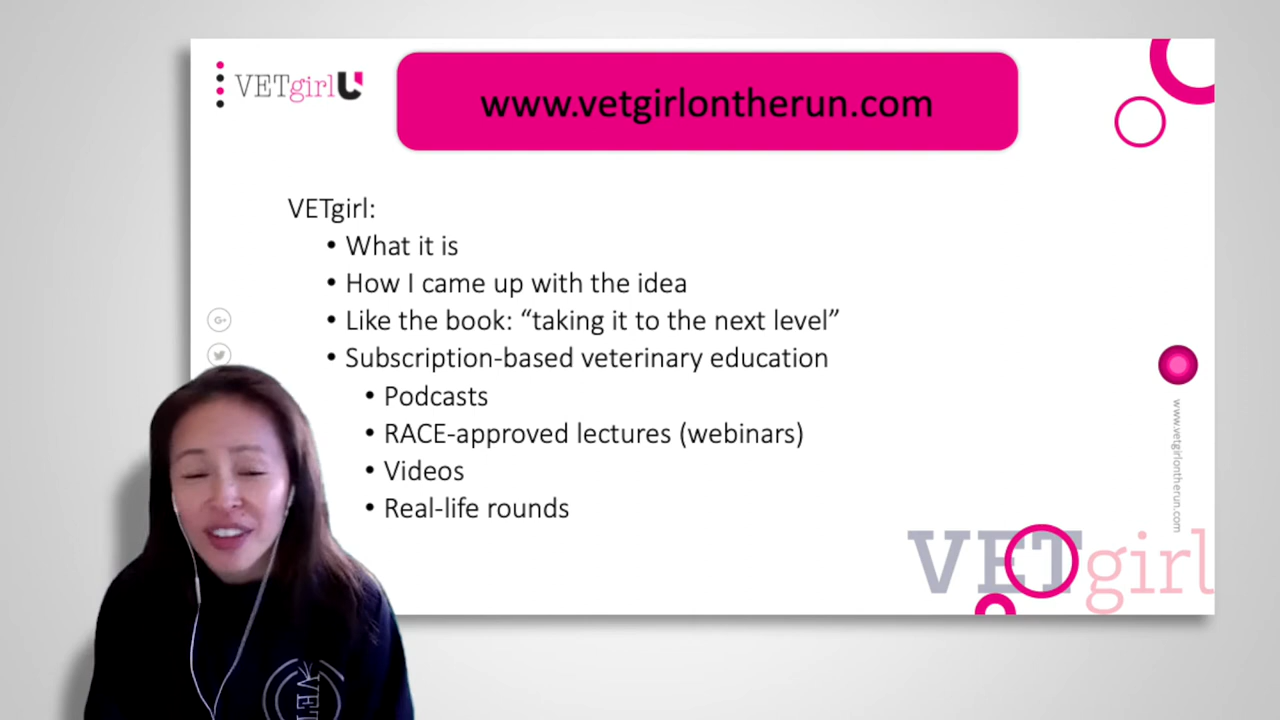 VETgirl U
www.vetgirlontherun.com
VETgirl:
• What it is
• How I came up with the idea
• Like the book: “taking it to the next level”
• Subscription-based veterinary education
• Podcasts
• RACE-approved lectures (webinars)
• Videos
• Real-life rounds
G+
www.vetgirlontherun.com
VETgirl
VET